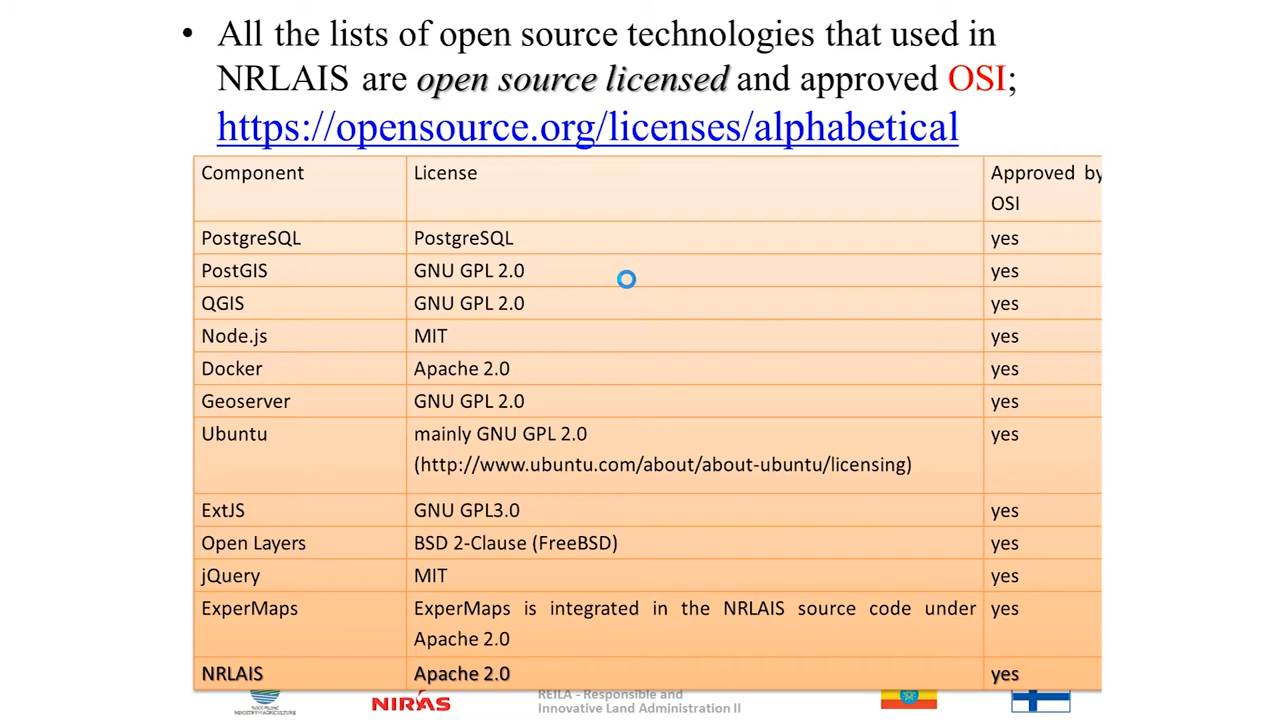 • All the lists of open source technologies that used in
NRLAIS are open source licensed and approved OSI;
https://opensource.org/licenses/alphabetical
Component License Approved by
OSI
PostgreSQL PostgreSQL yes
PostGIS GNU GPL 2.0 yes
QGIS GNU GPL 2.0 yes
Node.js MIT yes
Docker Apache 2.0 yes
Geoserver GNU GPL 2.0 yes
Ubuntu mainly GNU GPL 2.0 yes
(http://www.ubuntu.com/about/about-ubuntu/licensing)
ExtJS GNU GPL3.0 yes
Open Layers BSD 2-Clause (FreeBSD) yes
jQuery MIT yes
ExperMaps ExperMaps is integrated in the NRLAIS source code under yes
Apache 2.0
NRLAIS Apache 2.0 yes
MINISTRY of AGRICULTURE
NIRAS
REILA - Responsible and
Innovative Land Administration II